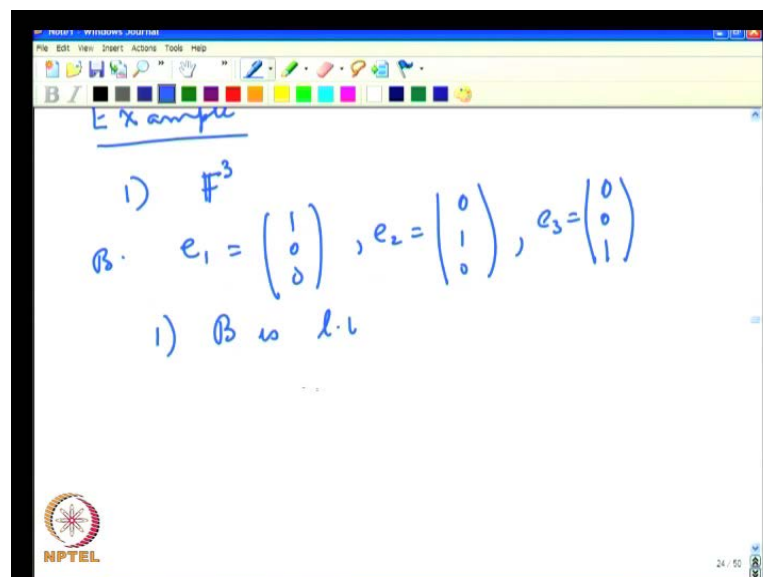 Note1 - Windows Journal
File Edit View Insert Actions Tools Help
B I
Example
1) 𝔽³
B. e₁ = (1 0 0), e₂ = (0 1 0), e₃ = (0 0 1)
1) B is l.i
NPTEL
24 / 50